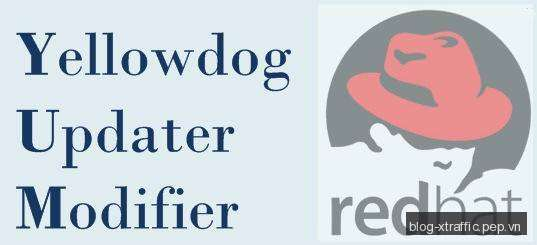 Yellowdog
Updater
Modifier
redhat
blog-xtraffic.pep.vn